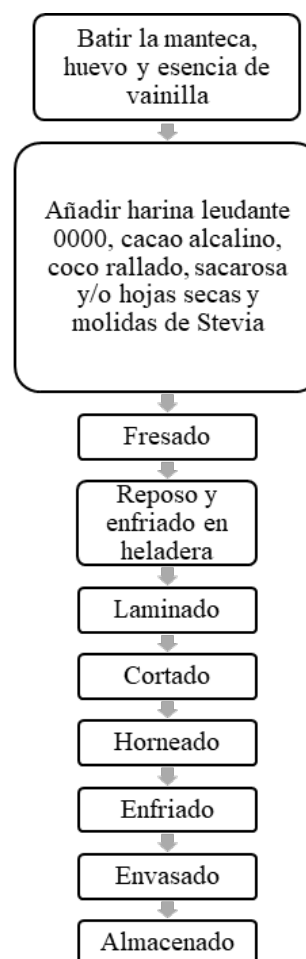 Batir la manteca,
huevo y esencia de
vainilla
Añadir harina leudante
0000, cacao alcalino,
coco rallado, sacarosa
y/o hojas secas y
molidas de Stevia
Fresado
Reposo y
enfriado en
heladera
Laminado
Cortado
Horneado
Enfriado
Envasado
Almacenado